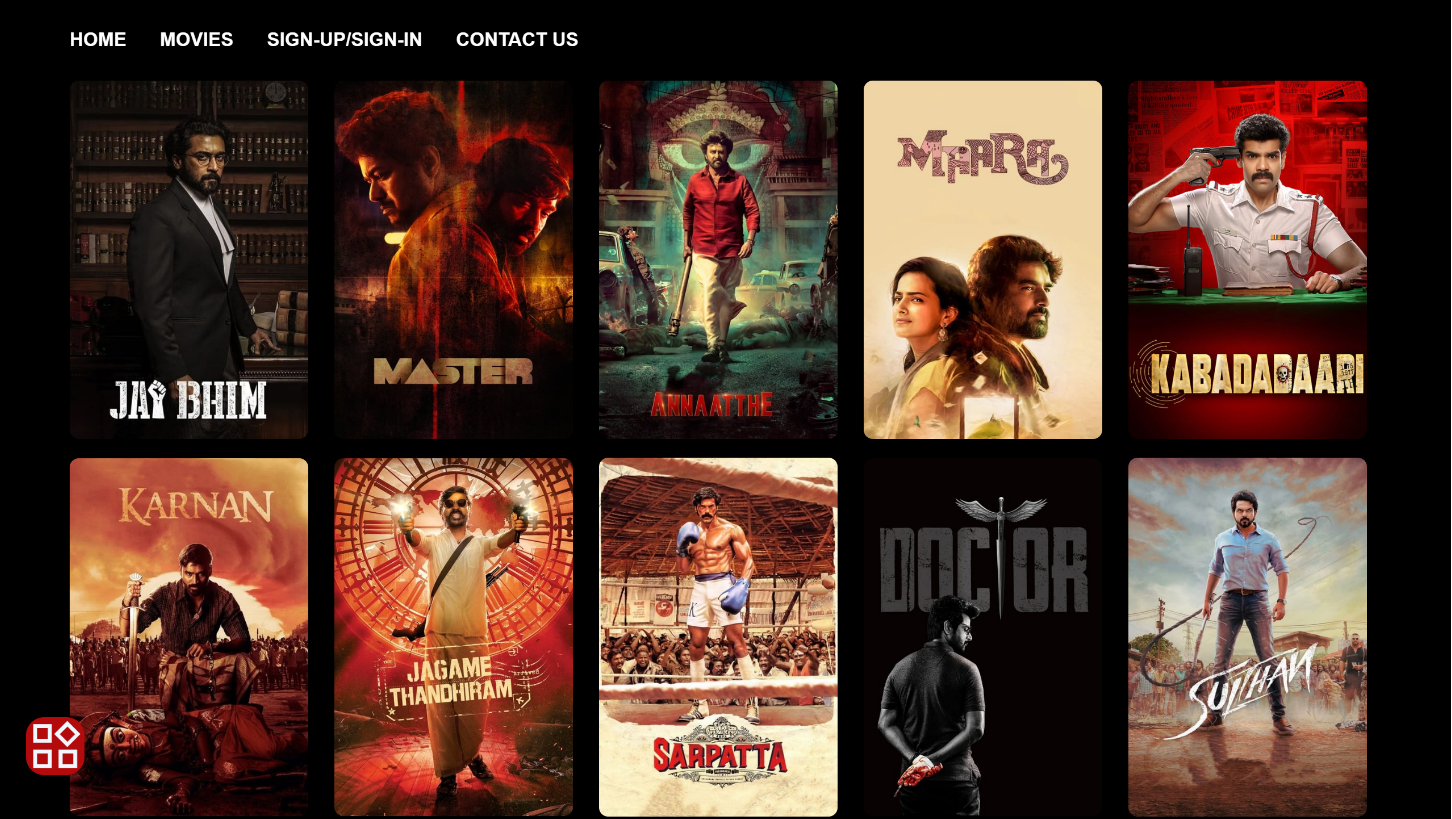 HOME MOVIES SIGN-UP/SIGN-IN CONTACT US
JAI BHIM
MASTER
ANNAATTHE
MAARA
KABADADAARI
KARNAN
JAGAME
THANDHIRAM
SARPATTA
DOCTOR
SULTHAN